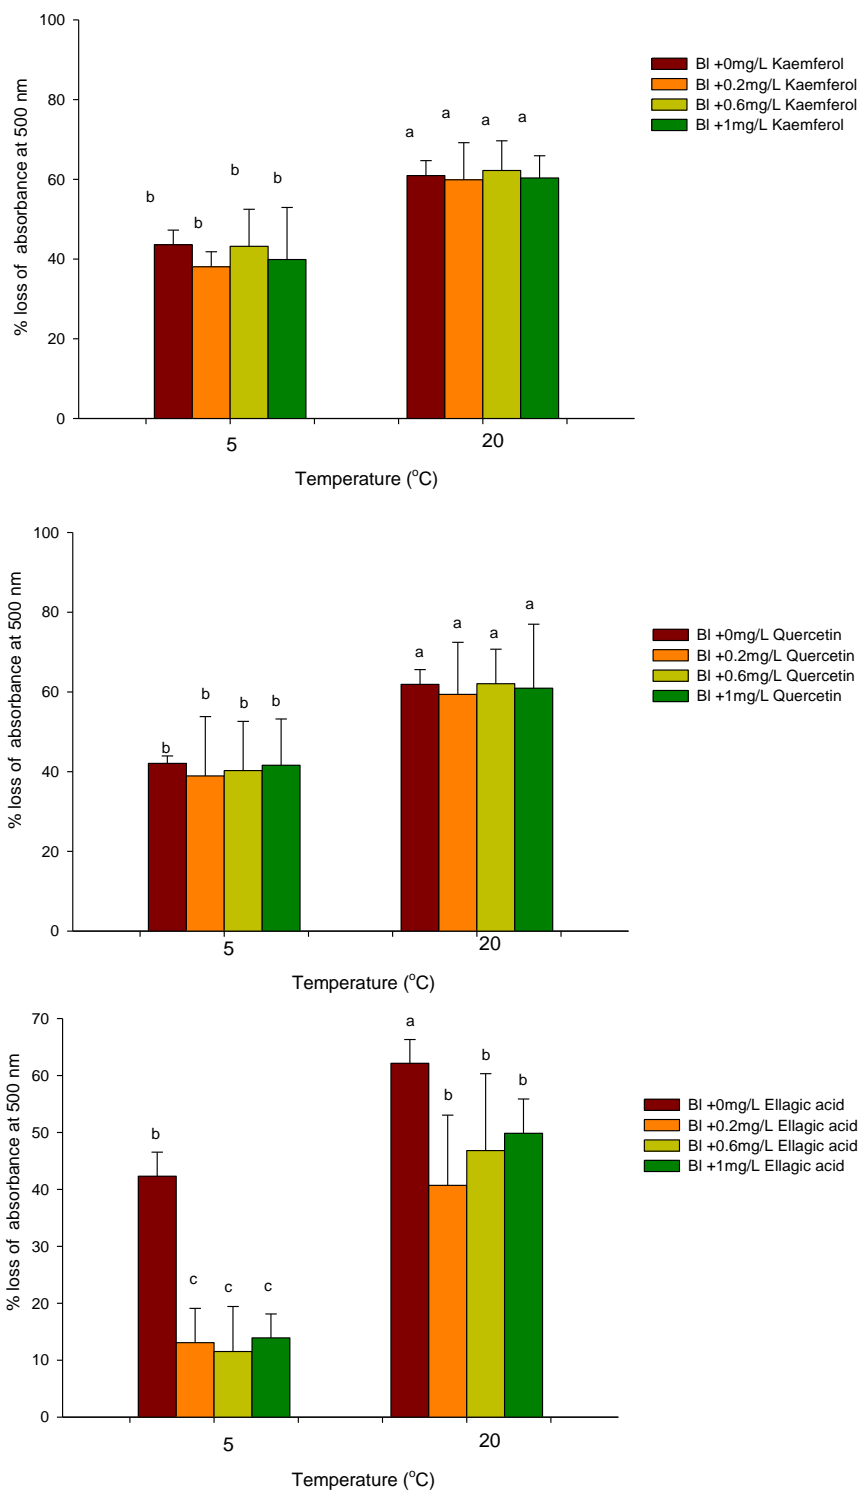 100
80
60
40
20
0
% loss of absorbance at 500 nm
b
b
b
b
a
a
a
a
5
20
Temperature (°C)
Bl +0mg/L Kaemferol
Bl +0.2mg/L Kaemferol
Bl +0.6mg/L Kaemferol
Bl +1mg/L Kaemferol
100
80
60
40
20
0
% loss of absorbance at 500 nm
b
b
b
b
a
a
a
a
5
20
Temperature (°C)
Bl +0mg/L Quercetin
Bl +0.2mg/L Quercetin
Bl +0.6mg/L Quercetin
Bl +1mg/L Quercetin
70
60
50
40
30
20
10
0
% loss of absorbance at 500 nm
b
c
c
c
a
b
b
b
5
20
Temperature (°C)
Bl +0mg/L Ellagic acid
Bl +0.2mg/L Ellagic acid
Bl +0.6mg/L Ellagic acid
Bl +1mg/L Ellagic acid